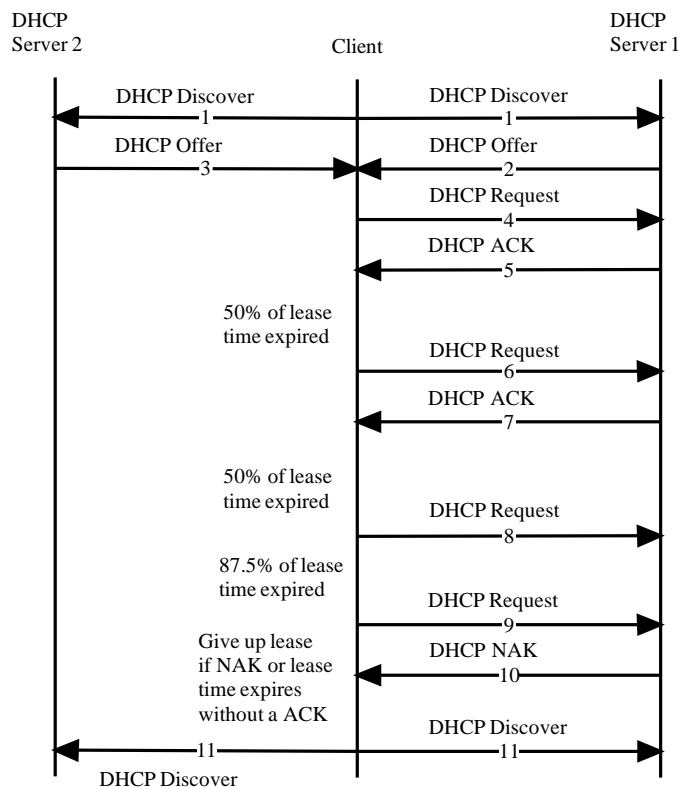 DHCP
Server 2
Client
DHCP
Server 1
DHCP Discover
1
DHCP Discover
1
DHCP Offer
3
DHCP Offer
2
DHCP Request
4
DHCP ACK
5
50% of lease
time expired
DHCP Request
6
DHCP ACK
7
50% of lease
time expired
DHCP Request
8
87.5% of lease
time expired
DHCP Request
9
Give up lease
if NAK or lease
time expires
without a ACK
DHCP NAK
10
DHCP Discover
11
11
DHCP Discover